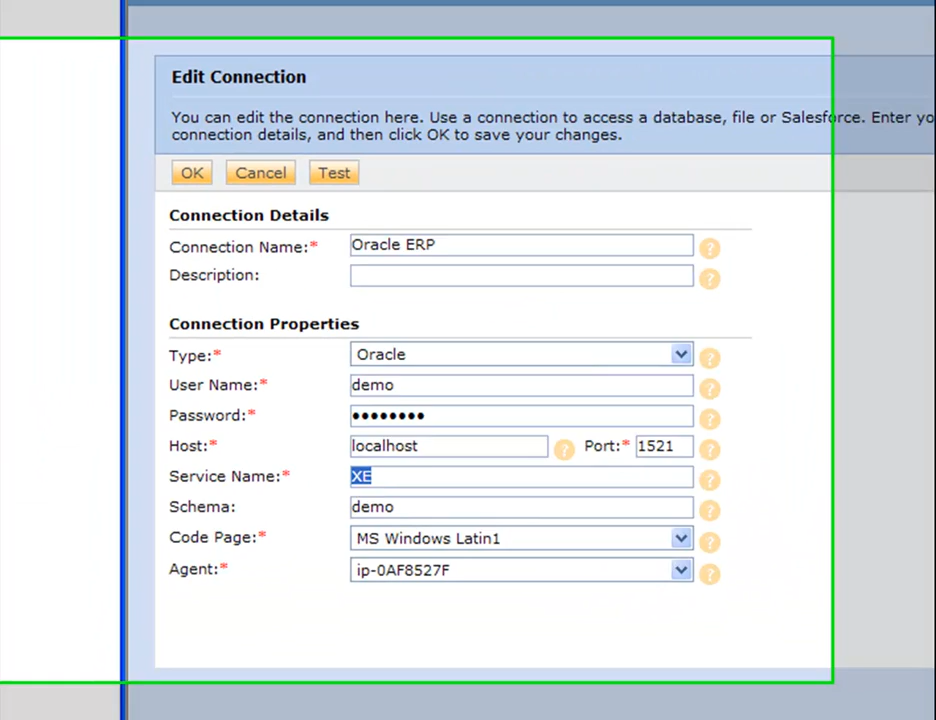 Edit Connection
You can edit the connection here. Use a connection to access a database, file or Salesforce. Enter
connection details, and then click OK to save your changes.
OK Cancel Test
Connection Details
Connection Name:* Oracle ERP ?
Description: ?
Connection Properties
Type:* Oracle ?
User Name:* demo ?
Password:* •••••••• ?
Host:* localhost ? Port:* 1521 ?
Service Name:* XE ?
Schema: demo ?
Code Page:* MS Windows Latin1 ?
Agent:* ip-0AF8527F ?